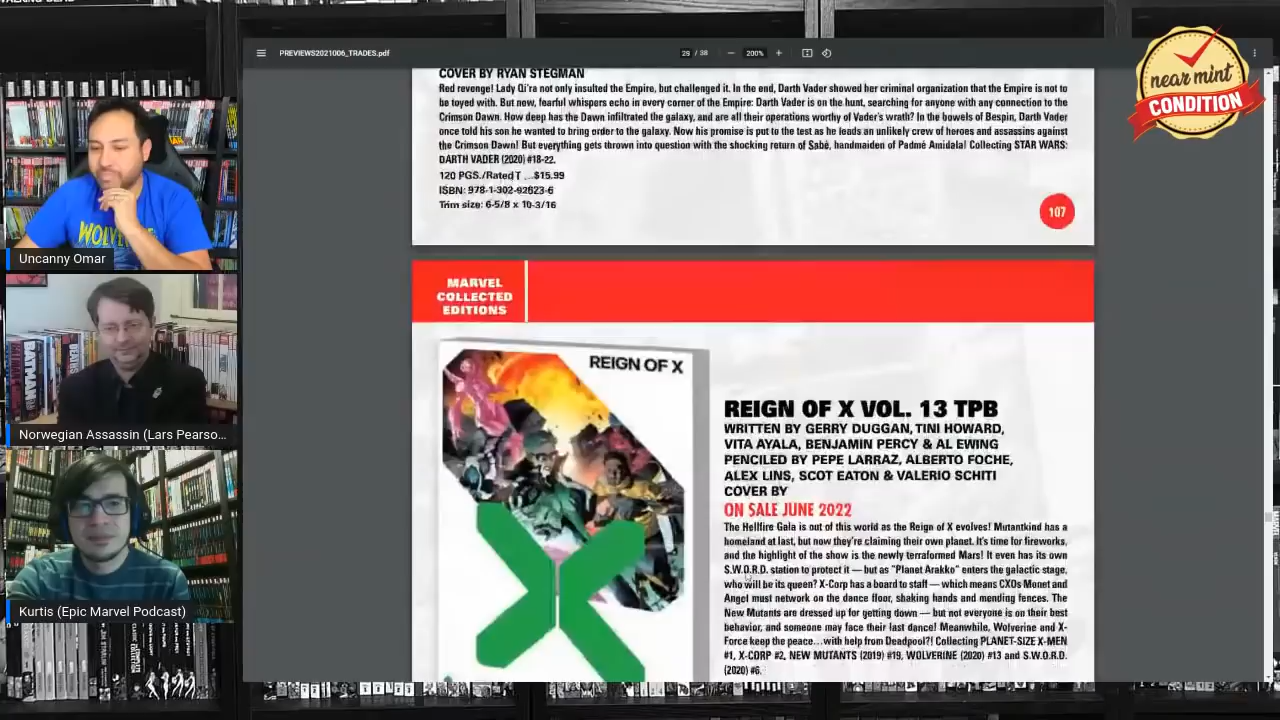 PREVIEWS2021006_TRADES.pdf
29 / 38
200%
near mint
CONDITION
COVER BY RYAN STEGMAN
Red revenge! Lady Qi'ra not only insulted the Empire, but challenged it. In the end, Darth Vader showed her criminal organization that the Empire is not to
be toyed with. But now, fearful whispers echo in every corner of the Empire: Darth Vader is on the hunt, searching for anyone with any connection to the
Crimson Dawn. How deep has the Dawn infiltrated the galaxy, and are all their operations worthy of Vader's wrath? In the bowels of Bespin, Darth Vader
once told his son he wanted to bring order to the galaxy. Now his promise is put to the test as he leads an unlikely crew of heroes and assassins against
the Crimson Dawn! But everything gets thrown into question with the shocking return of Sabé, handmaiden of Padmé Amidala! Collecting STAR WARS:
DARTH VADER (2020) #18-22.
120 PGS./Rated T ...$15.99
ISBN: 978-1-302-92623-6
Trim size: 6-5/8 x 10-3/16
107
MARVEL
COLLECTED
EDITIONS
REIGN OF X
REIGN OF X VOL. 13 TPB
WRITTEN BY GERRY DUGGAN, TINI HOWARD,
VITA AYALA, BENJAMIN PERCY & AL EWING
PENCILED BY PEPE LARRAZ, ALBERTO FOCHE,
ALEX LINS, SCOT EATON & VALERIO SCHITI
COVER BY
ON SALE JUNE 2022
The Hellfire Gala is out of this world as the Reign of X evolves! Mutantkind has a
homeland at last, but now they're claiming their own planet. It's time for fireworks,
and the highlight of the show is the newly terraformed Mars! It even has its own
S.W.O.R.D. station to protect it — but as "Planet Arakko" enters the galactic stage,
who will be its queen? X-Corp has a board to staff — which means CXOs Monet and
Angel must network on the dance floor, shaking hands and mending fences. The
New Mutants are dressed up for getting down — but not everyone is on their best
behavior, and someone may face their last dance! Meanwhile, Wolverine and X-
Force keep the peace...with help from Deadpool?! Collecting PLANET-SIZE X-MEN
#1, X-CORP #2, NEW MUTANTS (2019) #19, WOLVERINE (2020) #13 and S.W.O.R.D.
(2020) #6.
WOLVERINE
Uncanny Omar
BATMAN
Norwegian Assassin (Lars Pearso...
Kurtis (Epic Marvel Podcast)